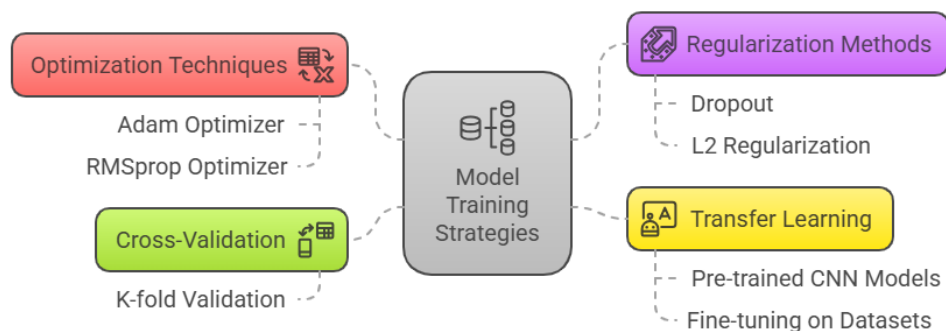 Optimization Techniques
Adam Optimizer
RMSprop Optimizer
Cross-Validation
K-fold Validation
Model
Training
Strategies
Regularization Methods
Dropout
L2 Regularization
A
Transfer Learning
Pre-trained CNN Models
Fine-tuning on Datasets